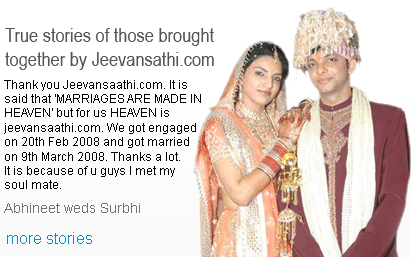 True stories of those brought
together by Jeevansathi.com
Thank you Jeevansaathi.com. It is
said that 'MARRIAGES ARE MADE IN
HEAVEN' but for us HEAVEN is
jeevansaathi.com. We got engaged
on 20th Feb 2008 and got married
on 9th March 2008. Thanks a lot.
It is because of u guys I met my
soul mate.
Abhineet weds Surbhi
more stories